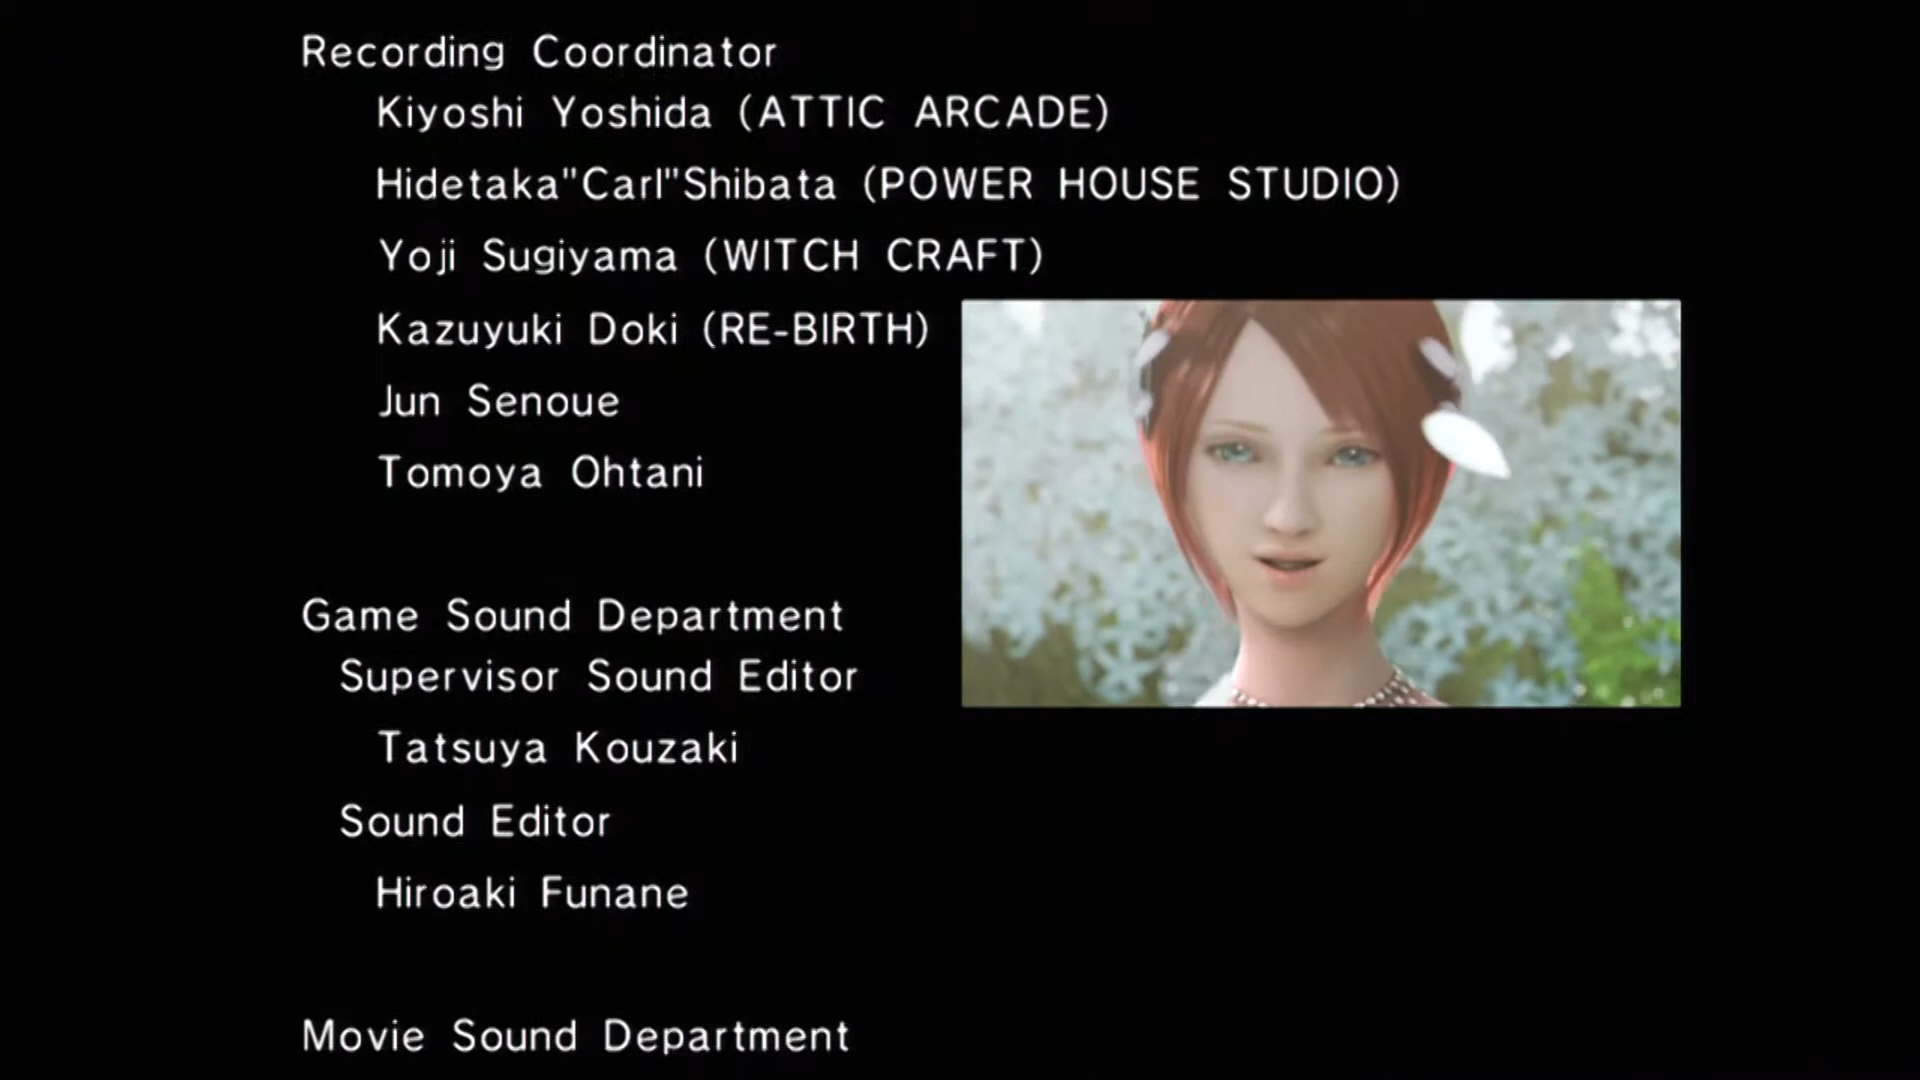 Recording Coordinator
Kiyoshi Yoshida (ATTIC ARCADE)
Hidetaka"Carl"Shibata (POWER HOUSE STUDIO)
Yoji Sugiyama (WITCH CRAFT)
Kazuyuki Doki (RE-BIRTH)
Jun Senoue
Tomoya Ohtani
Game Sound Department
Supervisor Sound Editor
Tatsuya Kouzaki
Sound Editor
Hiroaki Funane
Movie Sound Department